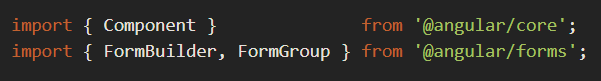 import { Component }              from '@angular/core';
import { FormBuilder, FormGroup } from '@angular/forms';